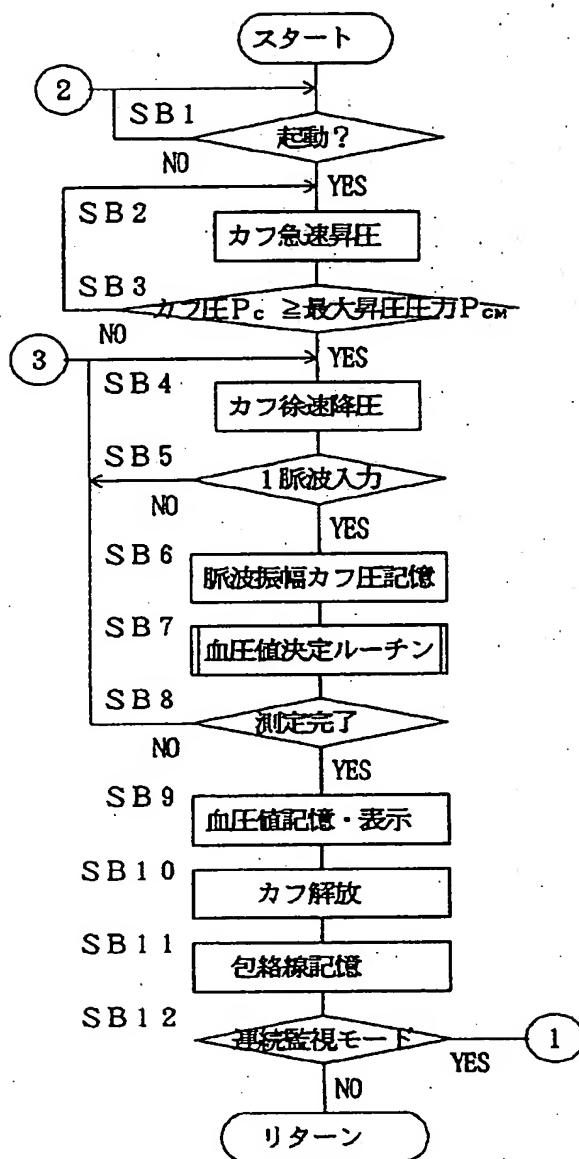 スタート
②
SB1
起動?
NO
YES
SB2
カフ急速昇圧
SB3
カフ圧Pc ≧最大昇圧圧力PCM
NO
YES
③
SB4
カフ徐速降圧
SB5
1脈波入力
NO
YES
SB6
脈波振幅カフ圧記憶
SB7
血圧値決定ルーチン
SB8
測定完了
NO
YES
SB9
血圧値記憶・表示
SB10
カフ解放
SB11
包絡線記憶
SB12
連続監視モード
YES
①
NO
リターン